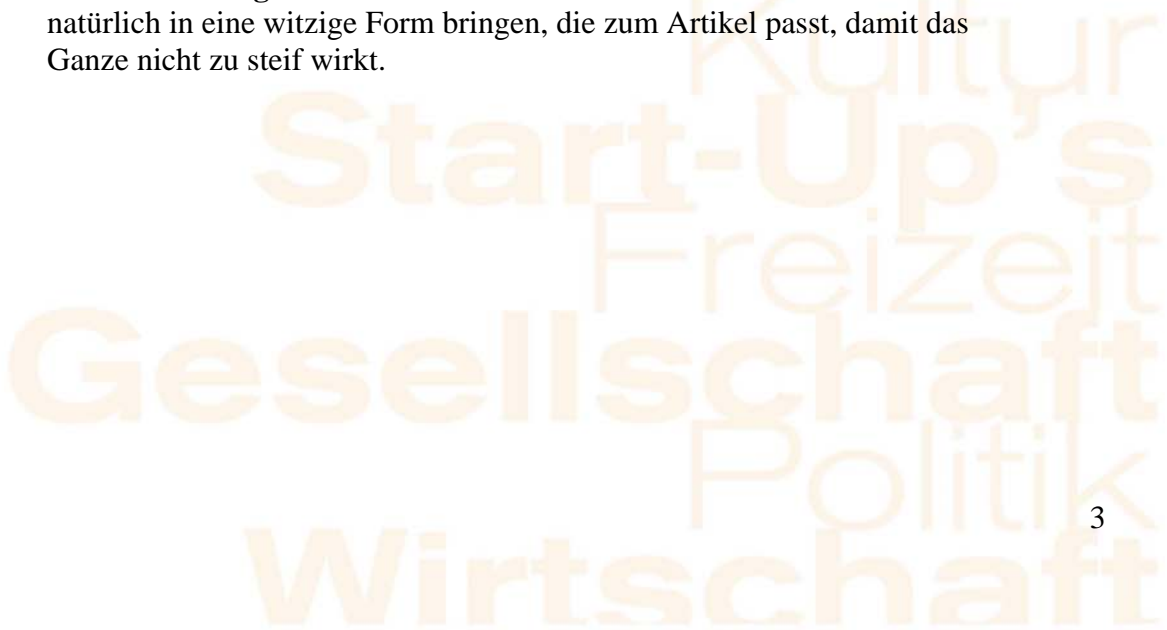 natürlich in eine witzige Form bringen, die zum Artikel passt, damit das
Ganze nicht zu steif wirkt.
Kultur
Start-Up's
Freizeit
Gesellschaft
Politik
3
Wirtschaft